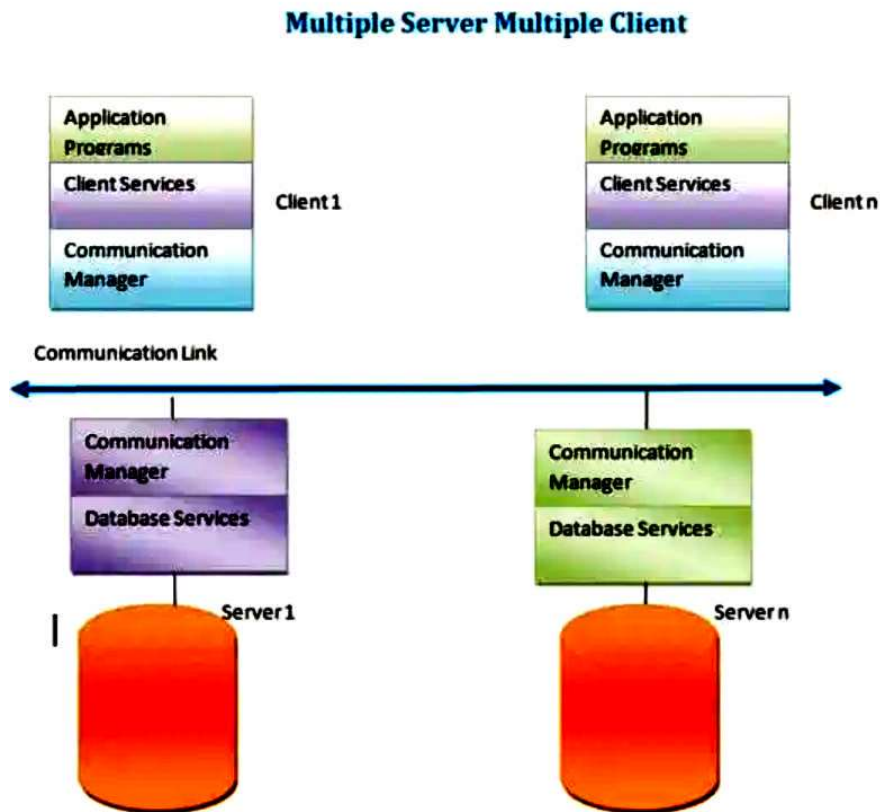 Multiple Server Multiple Client
Application
Programs
Client Services
Communication
Manager
Client 1
Application
Programs
Client Services
Communication
Manager
Client n
Communication Link
Communication
Manager
Database Services
Server 1
Communication
Manager
Database Services
Server n